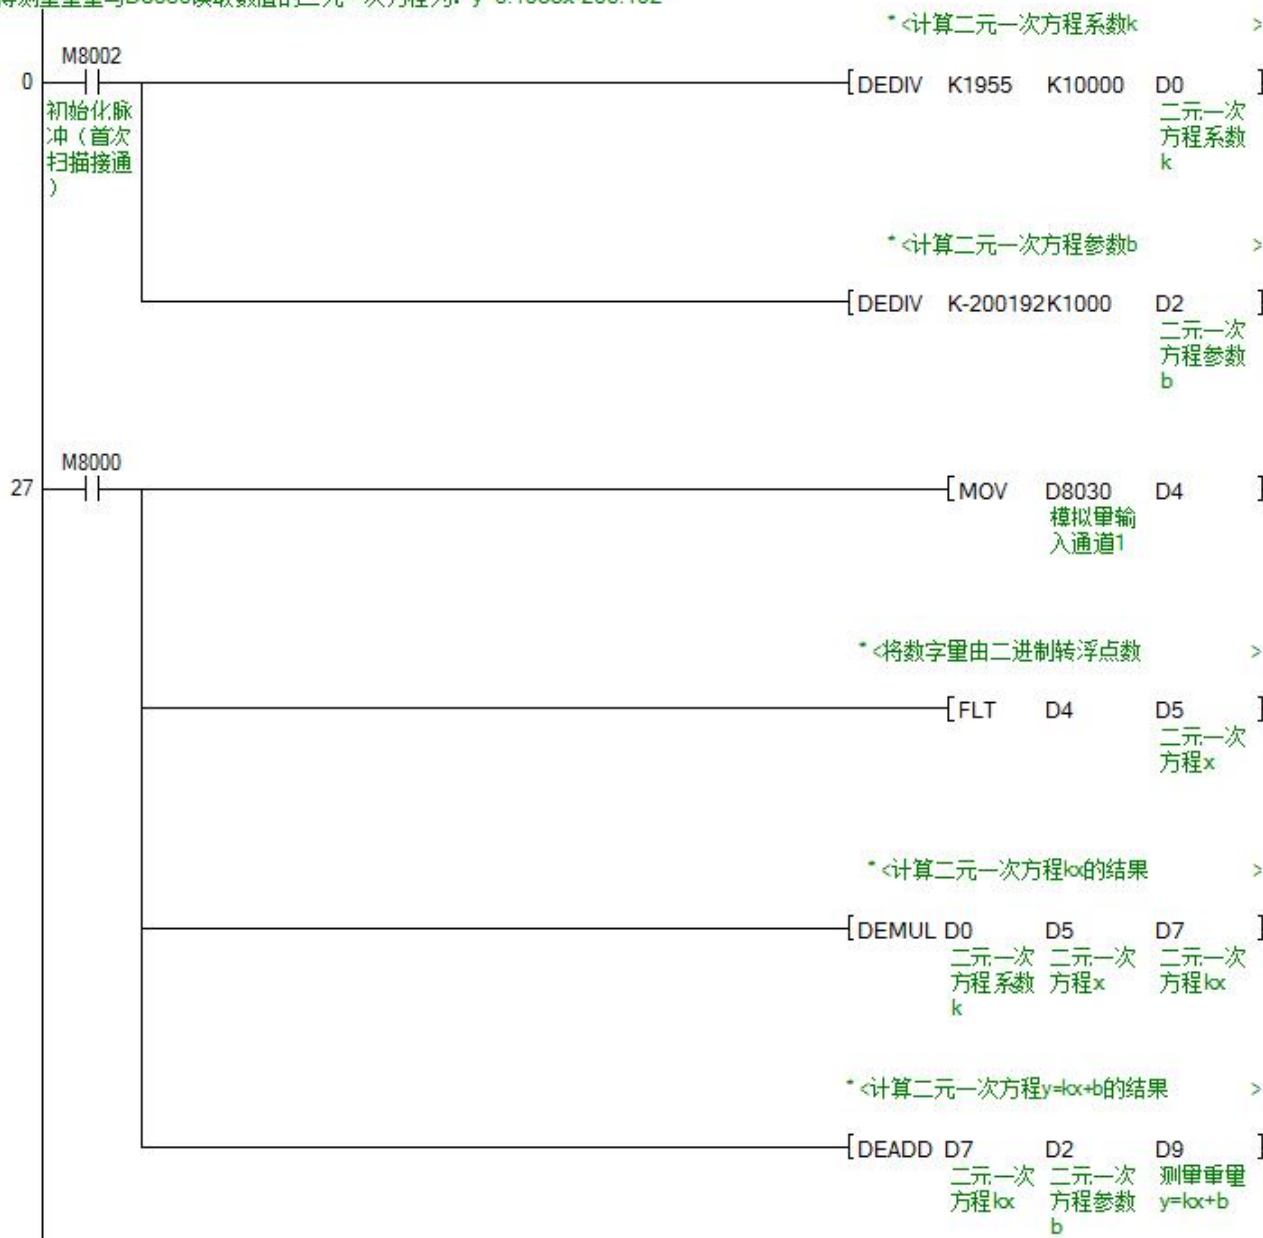 *<计算二元一次方程系数k >
M8002
0 [DEDIV K1955 K10000 D0 ]
初始化脉
冲（首次
扫描接通
）
二元一次
方程系数
k
*<计算二元一次方程参数b >
[DEDIV K-200192K1000 D2 ]
二元一次
方程参数
b
M8000
27 [MOV D8030 D4 ]
模拟量输
入通道1
*<将数字量由二进制转浮点数 >
[FLT D4 D5 ]
二元一次
方程x
*<计算二元一次方程kx的结果 >
[DEMUL D0 D5 D7 ]
二元一次 二元一次 二元一次
方程系数 方程x 方程kx
k
*<计算二元一次方程y=kx+b的结果 >
[DEADD D7 D2 D9 ]
二元一次 二元一次 测量重量
方程kx 方程参数 y=kx+b
b